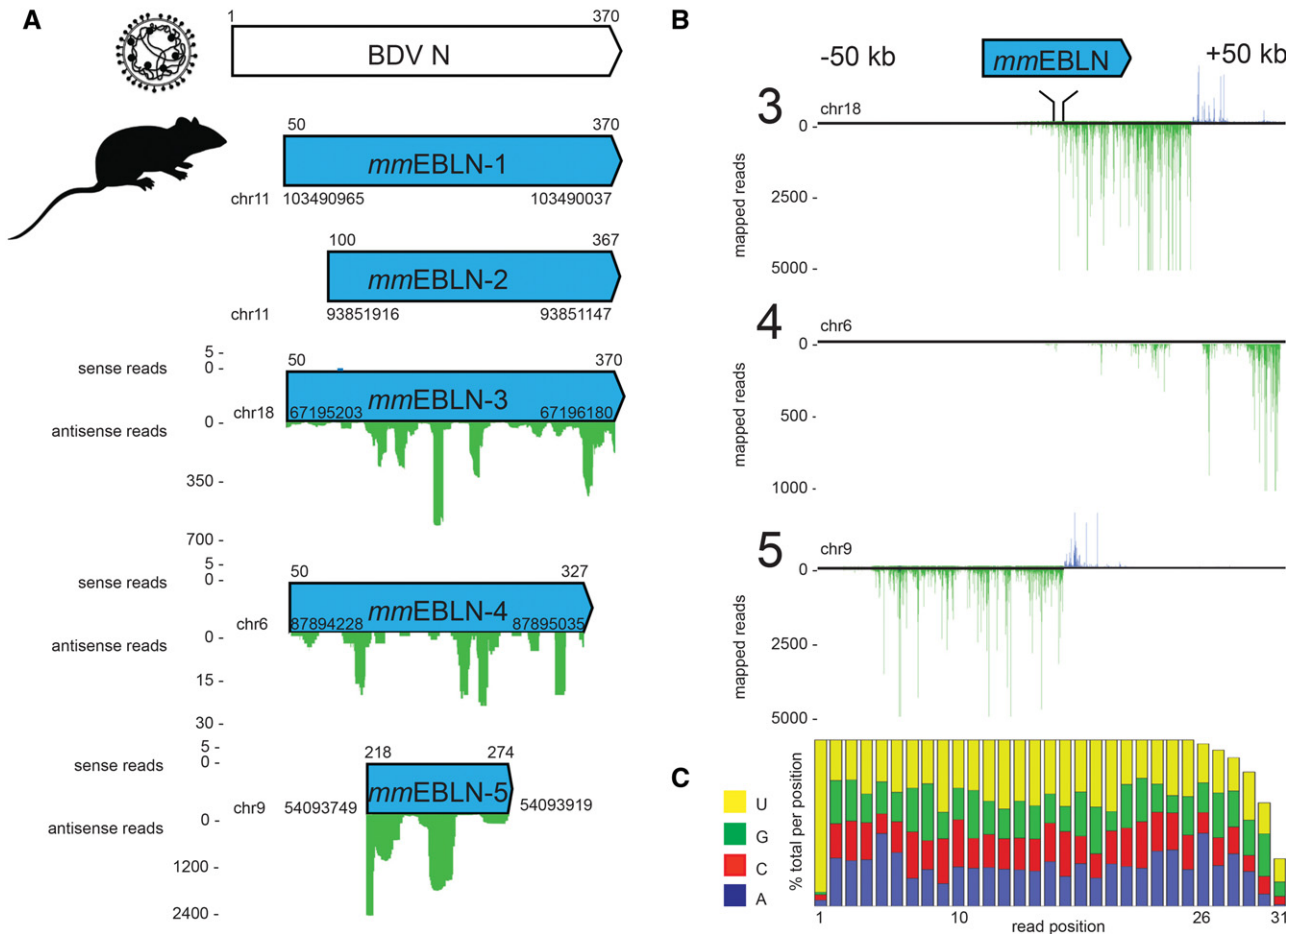 A
1 370
BDV N
50 370
mmEBLN-1
chr11 103490965 103490037
100 367
mmEBLN-2
chr11 93851916 93851147
5 -
sense reads 0 -
50 370
mmEBLN-3
chr18 67195203 67196180
0 -
antisense reads
350 -
700 -
5 -
sense reads 0 -
50 327
mmEBLN-4
chr6 87894228 87895035
0 -
antisense reads
15 -
30 -
5 -
sense reads 0 -
218 274
mmEBLN-5
chr9 54093749 54093919
0 -
antisense reads
1200 -
2400 -
B
-50 kb mmEBLN +50 kb
3 chr18
0 -
2500 -
5000 -
mapped reads
4 chr6
0 -
500 -
1000 -
mapped reads
5 chr9
0 -
2500 -
5000 -
mapped reads
C
U
G
C
A
% total per position
1 10 26 31
read position